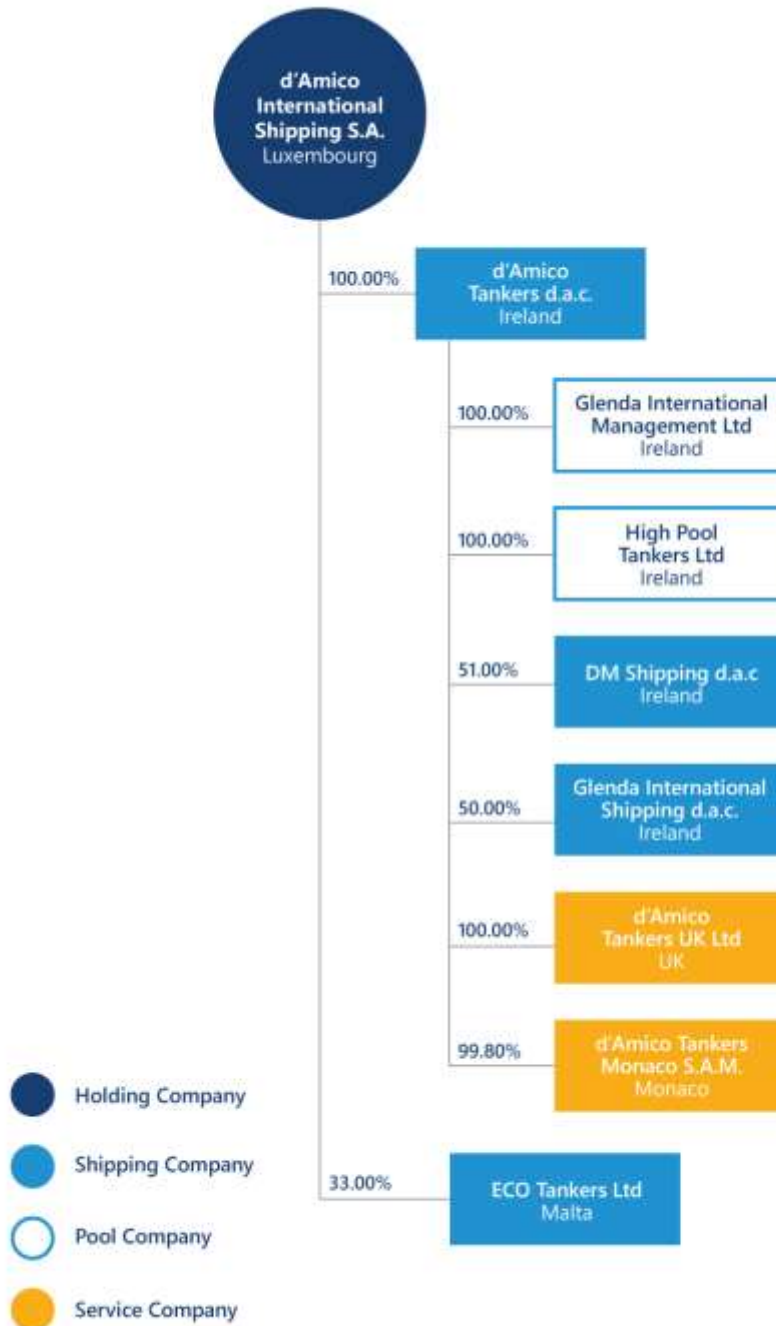 d'Amico
International
Shipping S.A.
Luxembourg
100.00%
d'Amico
Tankers d.a.c.
Ireland
100.00%
Glenda International
Management Ltd
Ireland
100.00%
High Pool
Tankers Ltd
Ireland
51.00%
DM Shipping d.a.c
Ireland
50.00%
Glenda International
Shipping d.a.c.
Ireland
100.00%
d'Amico
Tankers UK Ltd
UK
99.80%
d'Amico Tankers
Monaco S.A.M.
Monaco
33.00%
ECO Tankers Ltd
Malta
Holding Company
Shipping Company
Pool Company
Service Company